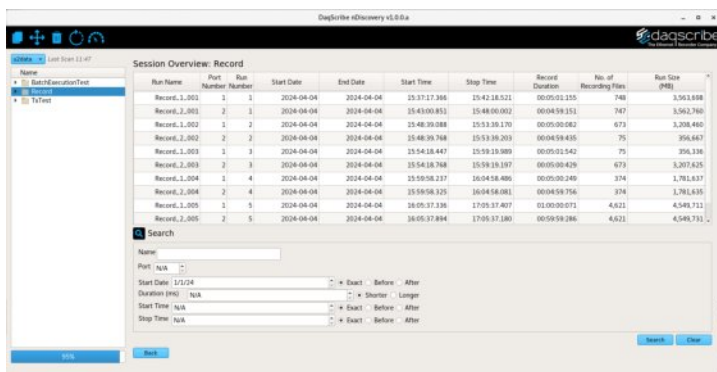 DaqScribe nDiscovery v1.0.0.a
daqscribe
The Ethernet Recorder Company
Last Scan 11:47
Name
BatchExecutionTest
Record
TxTest
95%
Session Overview: Record
Run Name Port Number Run Number Start Date End Date Start Time Stop Time Record Duration No. of Recording Files Run Size (MB)
Record_1_001 1 1 2024-04-04 2024-04-04 15:37:17.366 15:42:18.521 00:05:01:155 748 3,563,698
Record_2_001 2 1 2024-04-04 2024-04-04 15:43:00.851 15:48:00.002 00:04:59:151 747 3,562,760
Record_1_002 1 2 2024-04-04 2024-04-04 15:48:39.088 15:53:39.170 00:05:00:082 673 3,208,460
Record_2_002 2 2 2024-04-04 2024-04-04 15:48:39.768 15:53:39.203 00:04:59:435 75 356,667
Record_1_003 1 3 2024-04-04 2024-04-04 15:54:18.447 15:59:19.989 00:05:01:542 75 356,336
Record_2_003 2 3 2024-04-04 2024-04-04 15:54:18.768 15:59:19.197 00:05:00:429 673 3,207,625
Record_1_004 1 4 2024-04-04 2024-04-04 15:59:58.237 16:04:58.486 00:05:00:249 374 1,781,637
Record_2_004 2 4 2024-04-04 2024-04-04 15:59:58.325 16:04:58.081 00:04:59:756 374 1,781,635
Record_1_005 1 5 2024-04-04 2024-04-04 16:05:37.336 17:05:37.407 01:00:00:071 4,621 4,549,711
Record_2_005 2 5 2024-04-04 2024-04-04 16:05:37.894 17:05:37.180 00:59:59:286 4,621 4,549,731
Search
Name
Port N/A
Start Date 1/1/24 Exact Before After
Duration (ms) N/A Shorter Longer
Start Time N/A Exact Before After
Stop Time N/A Exact Before After
Search Clear
Back